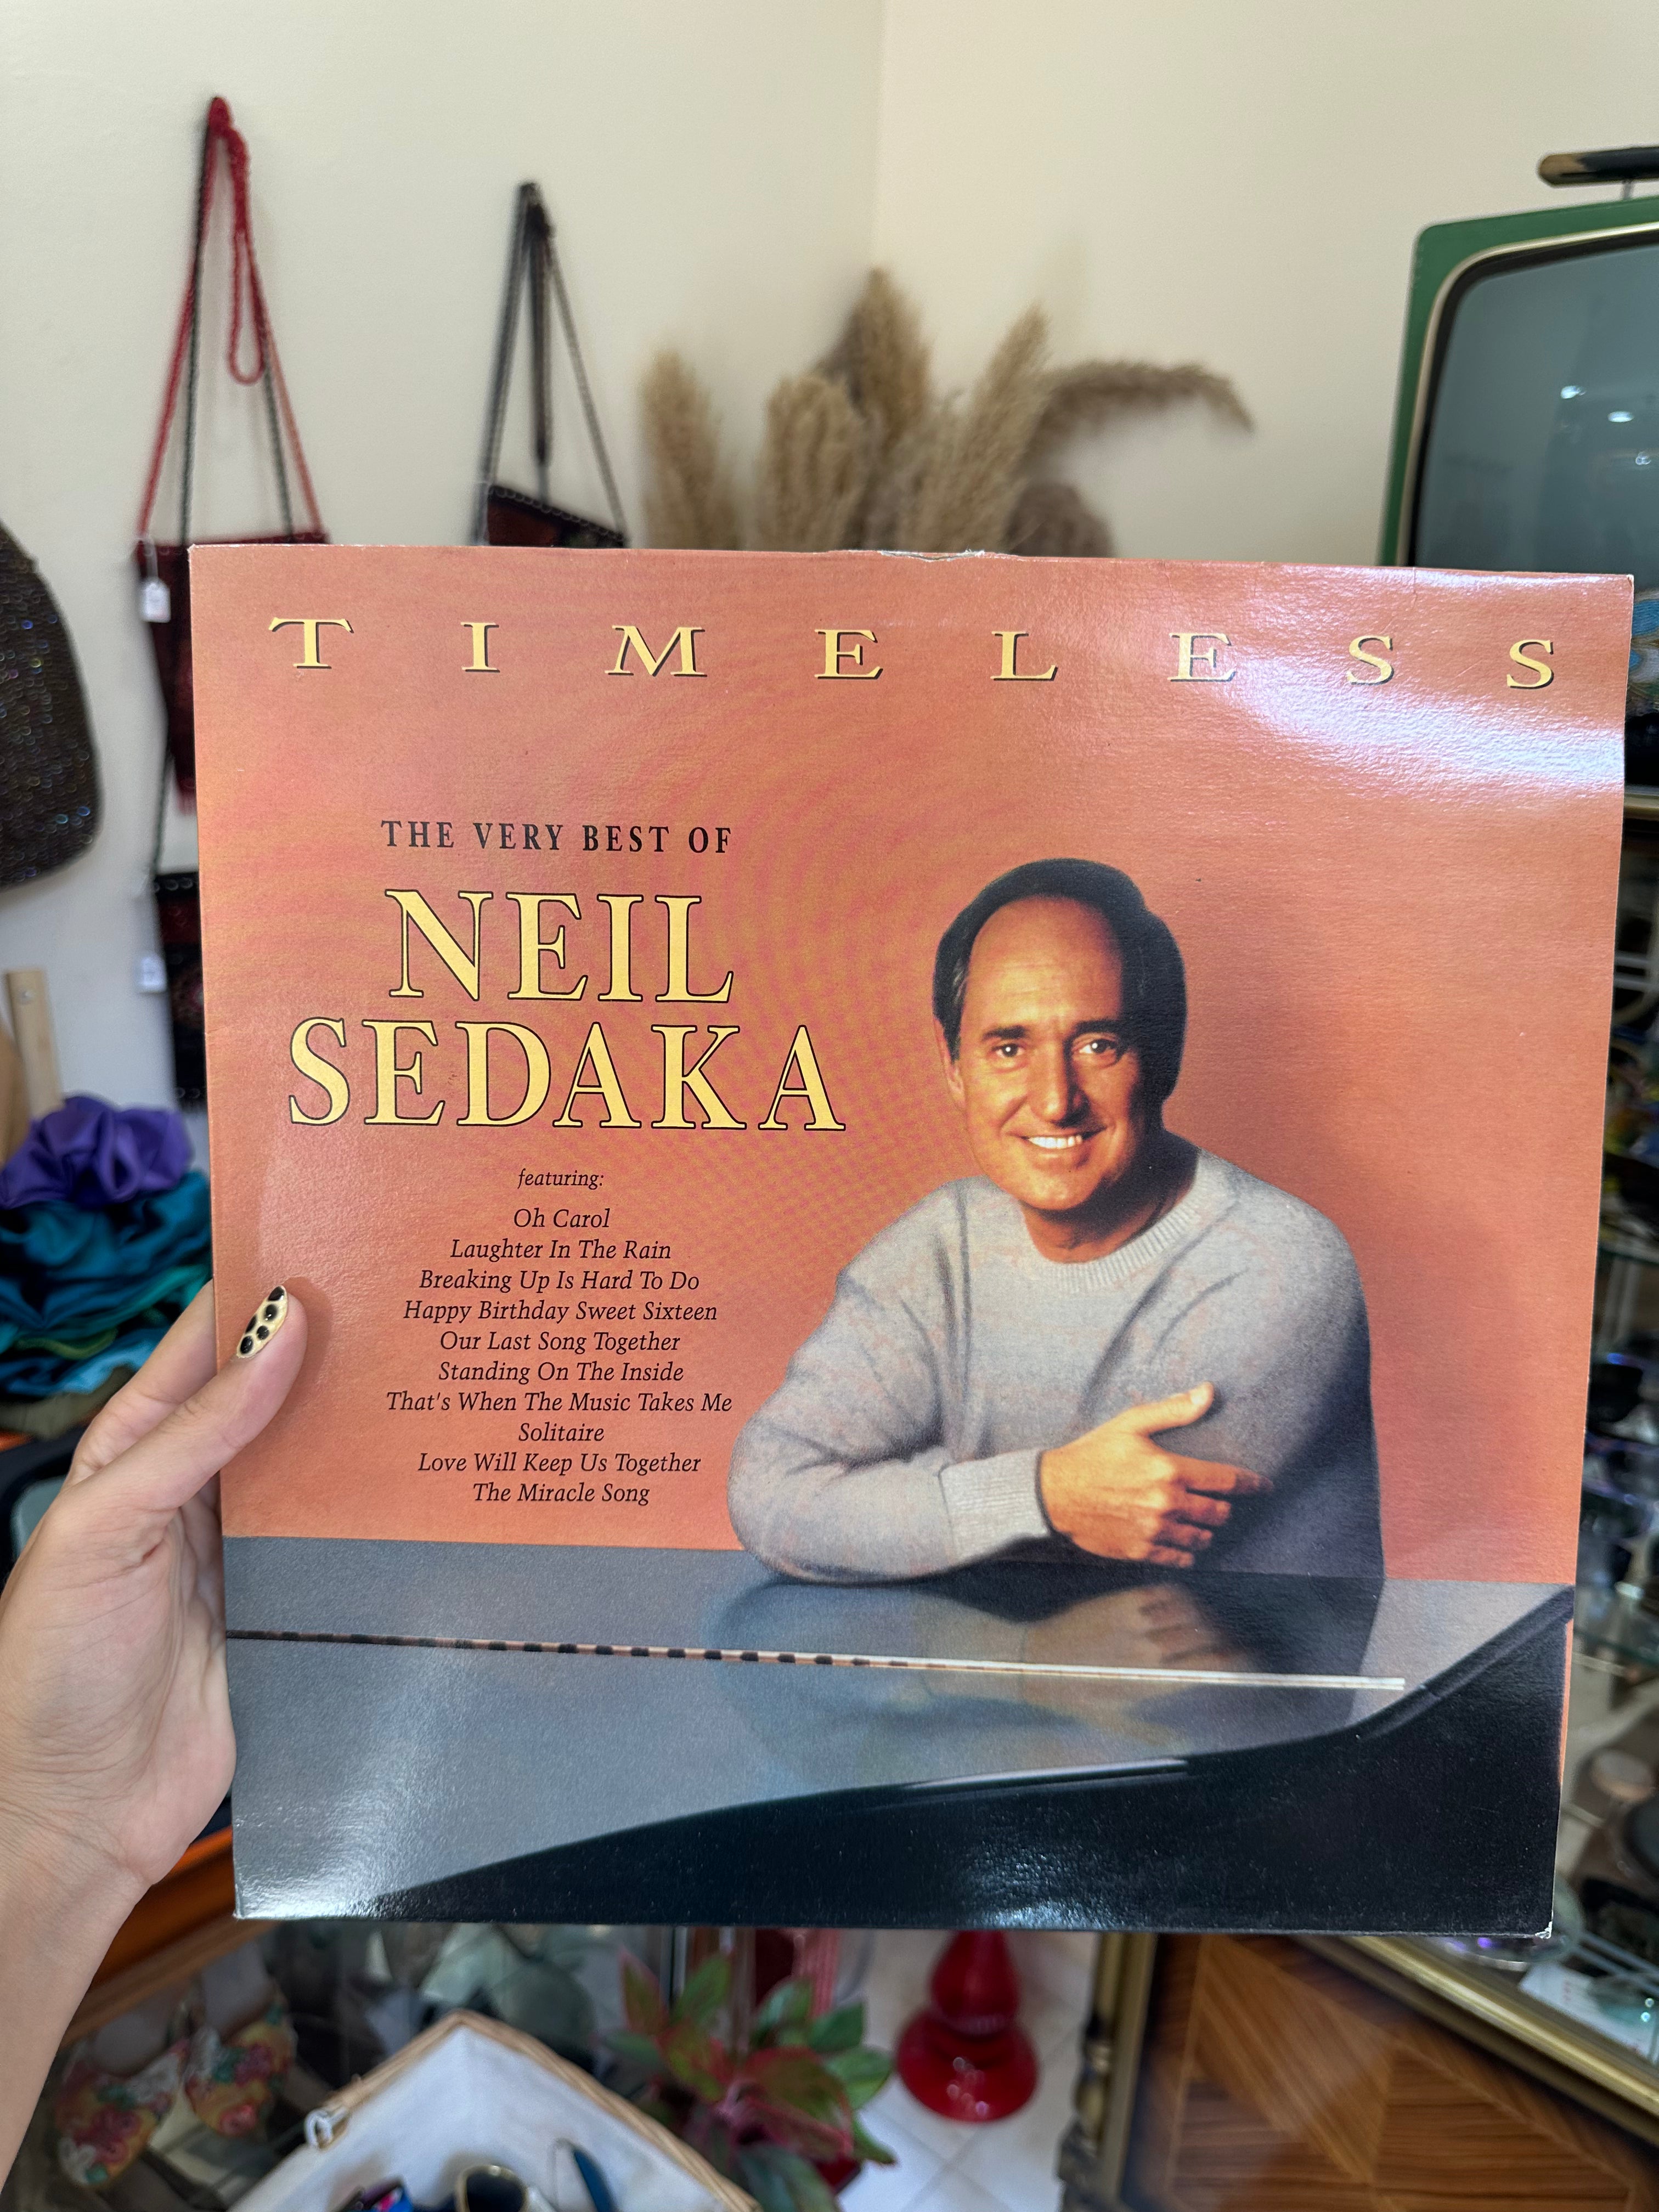 TIMELESS
THE VERY BEST OF
NEIL
SEDAKA
featuring:
Oh Carol
Laughter In The Rain
Breaking Up Is Hard To Do
Happy Birthday Sweet Sixteen
Our Last Song Together
Standing On The Inside
That's When The Music Takes Me
Solitaire
Love Will Keep Us Together
The Miracle Song